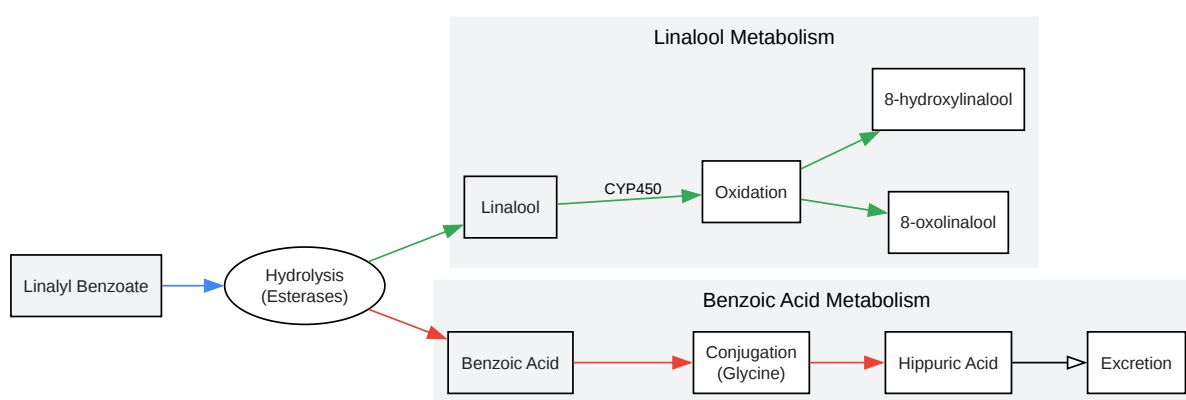 Linalool Metabolism
8-hydroxylinalool
CYP450
Oxidation
Linalool
8-oxolinalool
Linalyl Benzoate
Hydrolysis
(Esterases)
Benzoic Acid Metabolism
Benzoic Acid
Conjugation
(Glycine)
Hippuric Acid
Excretion